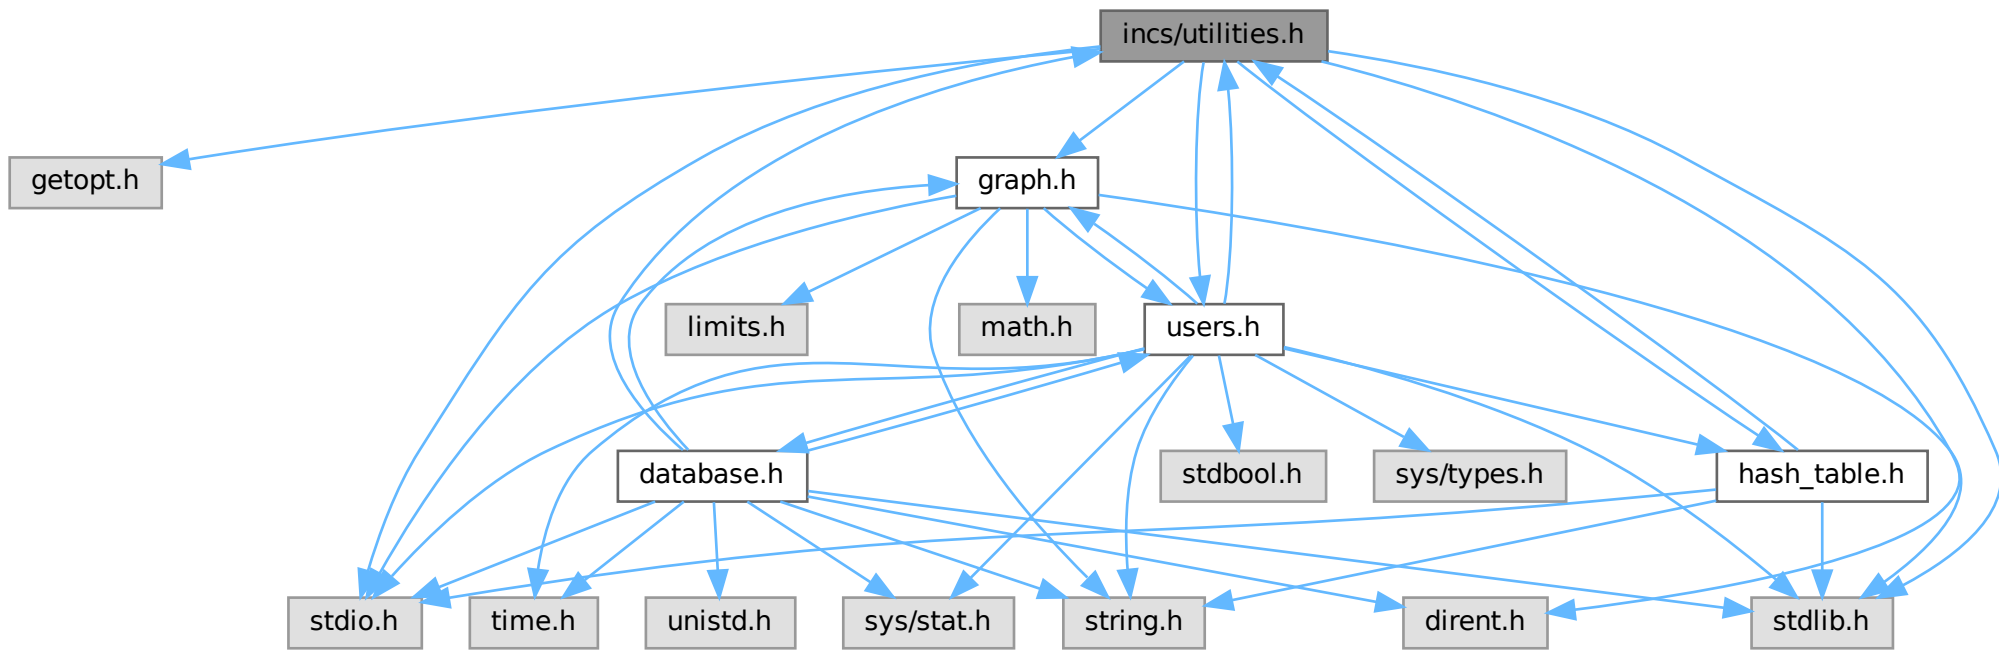 incs/utilities.h
getopt.h
graph.h
limits.h
math.h
users.h
database.h
stdbool.h
sys/types.h
hash_table.h
stdio.h
time.h
unistd.h
sys/stat.h
string.h
dirent.h
stdlib.h